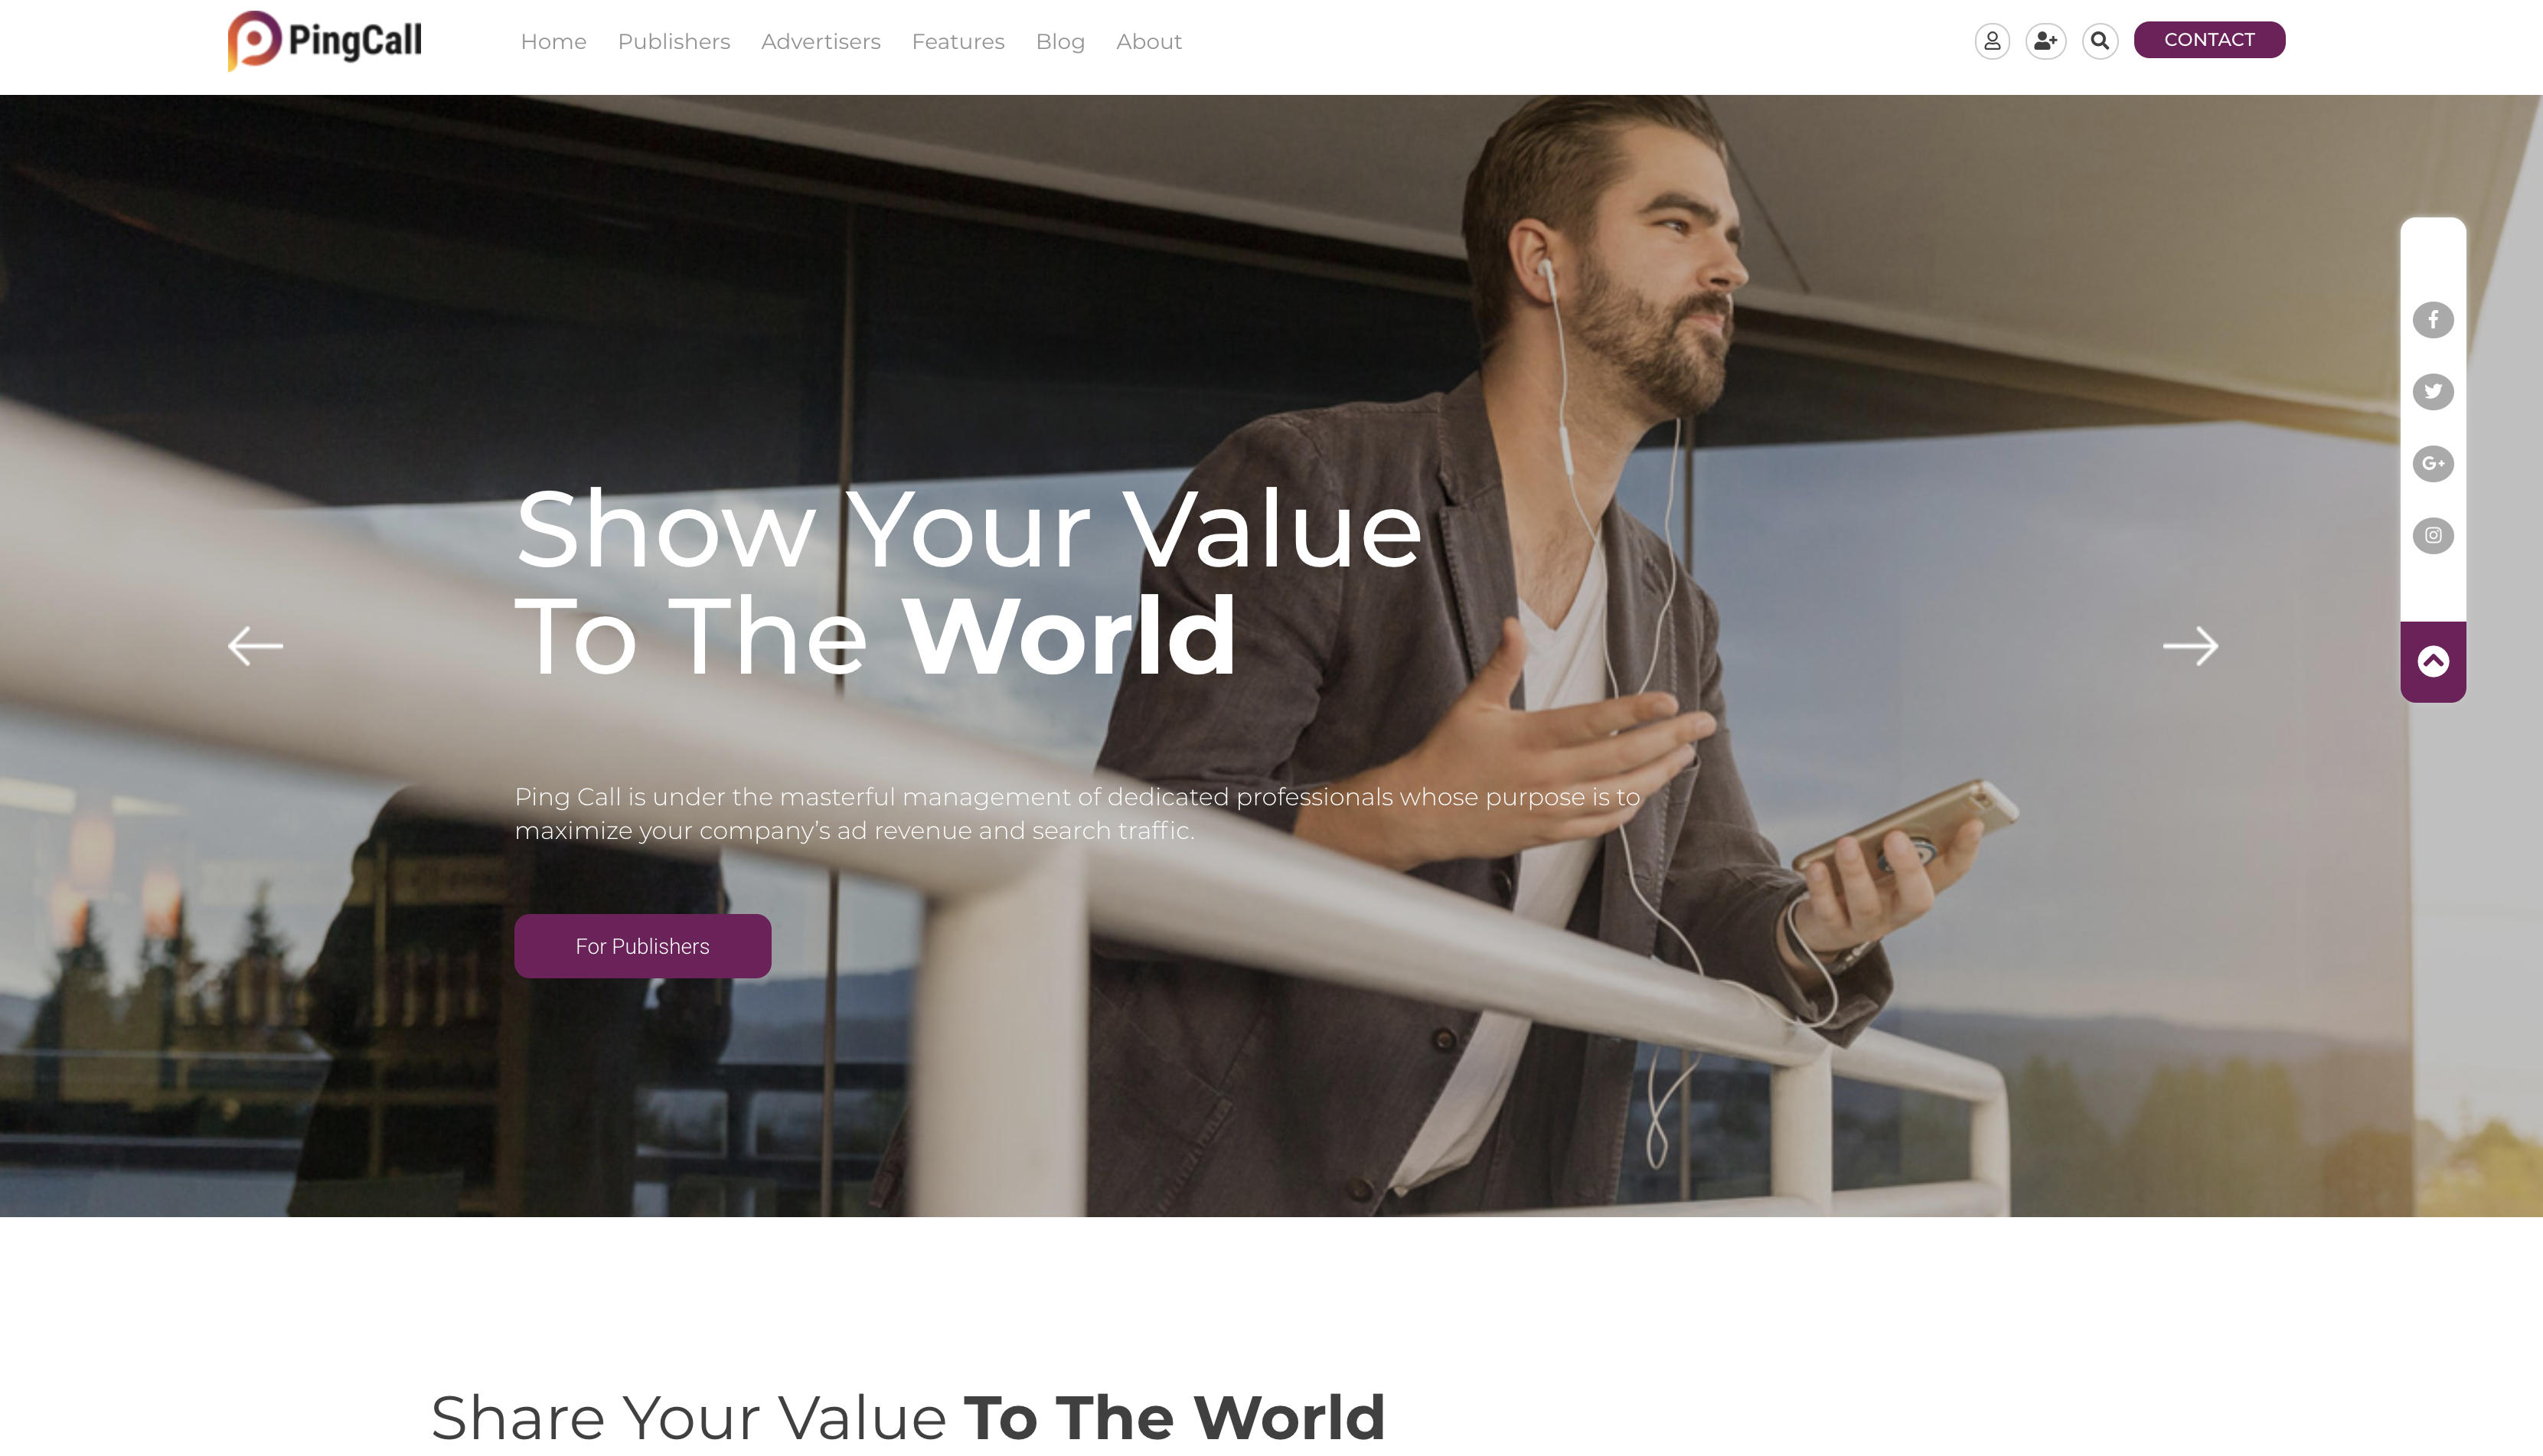 PingCall
Home Publishers Advertisers Features Blog About
CONTACT
Show Your Value
To The World
Ping Call is under the masterful management of dedicated professionals whose purpose is to
maximize your company’s ad revenue and search traffic.
For Publishers
Share Your Value To The World